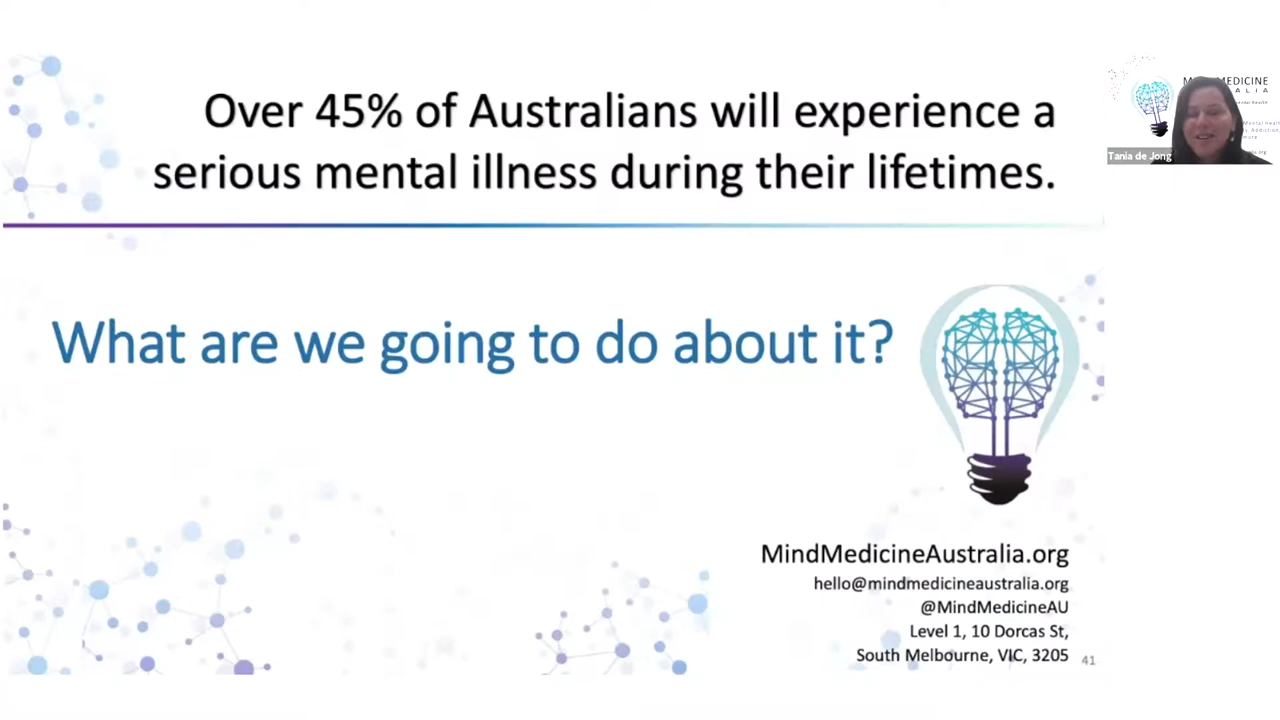 Over 45% of Australians will experience a
serious mental illness during their lifetimes.
What are we going to do about it?
MindMedicineAustralia.org
hello@mindmedicineaustralia.org
@MindMedicineAU
Level 1, 10 Dorcas St,
South Melbourne, VIC, 3205
41
MEDICINE
Tania de Jong